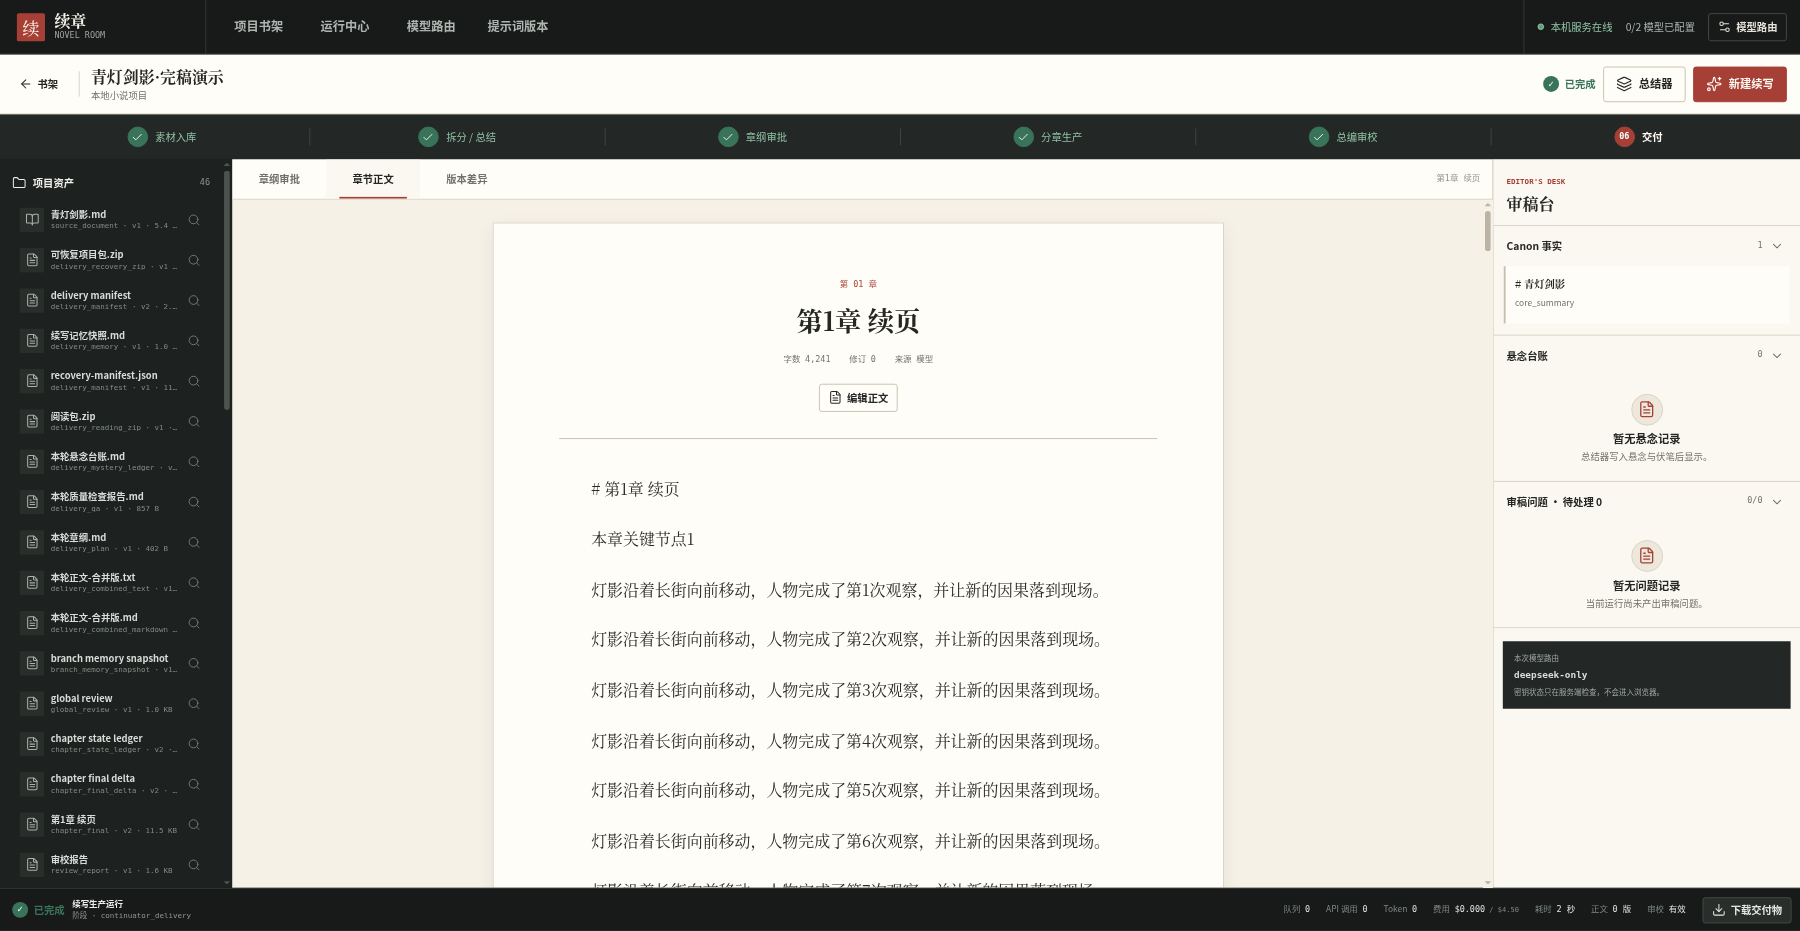 续
续章
NOVEL ROOM
项目书架
运行中心
模型路由
提示词版本
本机服务在线
0/2 模型已配置
模型路由
书架
青灯剑影·完稿演示
本地小说项目
已完成
总结器
新建续写
素材入库
拆分 / 总结
章纲审批
分章生产
总编审校
06 交付
项目资产
46
青灯剑影.md
source_document · v1 · 5.4 …
可恢复项目包.zip
delivery_recovery_zip · v1 …
delivery manifest
delivery_manifest · v2 · 2.…
续写记忆快照.md
delivery_memory · v1 · 1.0 …
recovery-manifest.json
delivery_manifest · v1 · 11…
阅读包.zip
delivery_reading_zip · v1 ·…
本轮悬念台账.md
delivery_mystery_ledger · v…
本轮质量检查报告.md
delivery_qa · v1 · 857 B
本轮章纲.md
delivery_plan · v1 · 402 B
本轮正文-合并版.txt
delivery_combined_text · v1…
本轮正文-合并版.md
delivery_combined_markdown …
branch memory snapshot
branch_memory_snapshot · v1…
global review
global_review · v1 · 1.0 KB
chapter state ledger
chapter_state_ledger · v2 ·…
chapter final delta
chapter_final_delta · v2 · …
第1章 续页
chapter_final · v2 · 11.5 KB
审校报告
review_report · v1 · 1.6 KB
章纲审批
章节正文
版本差异
第1章 续页
第 01 章
第1章 续页
字数 4,241 修订 0 来源 模型
编辑正文
# 第1章 续页
本章关键节点1
灯影沿着长街向前移动，人物完成了第1次观察，并让新的因果落到现场。
灯影沿着长街向前移动，人物完成了第2次观察，并让新的因果落到现场。
灯影沿着长街向前移动，人物完成了第3次观察，并让新的因果落到现场。
灯影沿着长街向前移动，人物完成了第4次观察，并让新的因果落到现场。
灯影沿着长街向前移动，人物完成了第5次观察，并让新的因果落到现场。
灯影沿着长街向前移动，人物完成了第6次观察，并让新的因果落到现场。
灯影沿着长街向前移动，人物完成了第7次观察，并让新的因果落到现场。
EDITOR'S DESK
审稿台
Canon 事实
1
# 青灯剑影
core_summary
悬念台账
0
暂无悬念记录
总结器写入悬念与伏笔后显示。
审稿问题 · 待处理 0
0/0
暂无问题记录
当前运行尚未产出审稿问题。
本次模型路由
deepseek-only
密钥状态只在服务端检查，不会进入浏览器。
已完成
续写生产运行
阶段 · continuator_delivery
队列 0
API 调用 0
Token 0
费用 $0.000 / $4.50
耗时 2 秒
正文 0 版
审校 有效
下载交付物